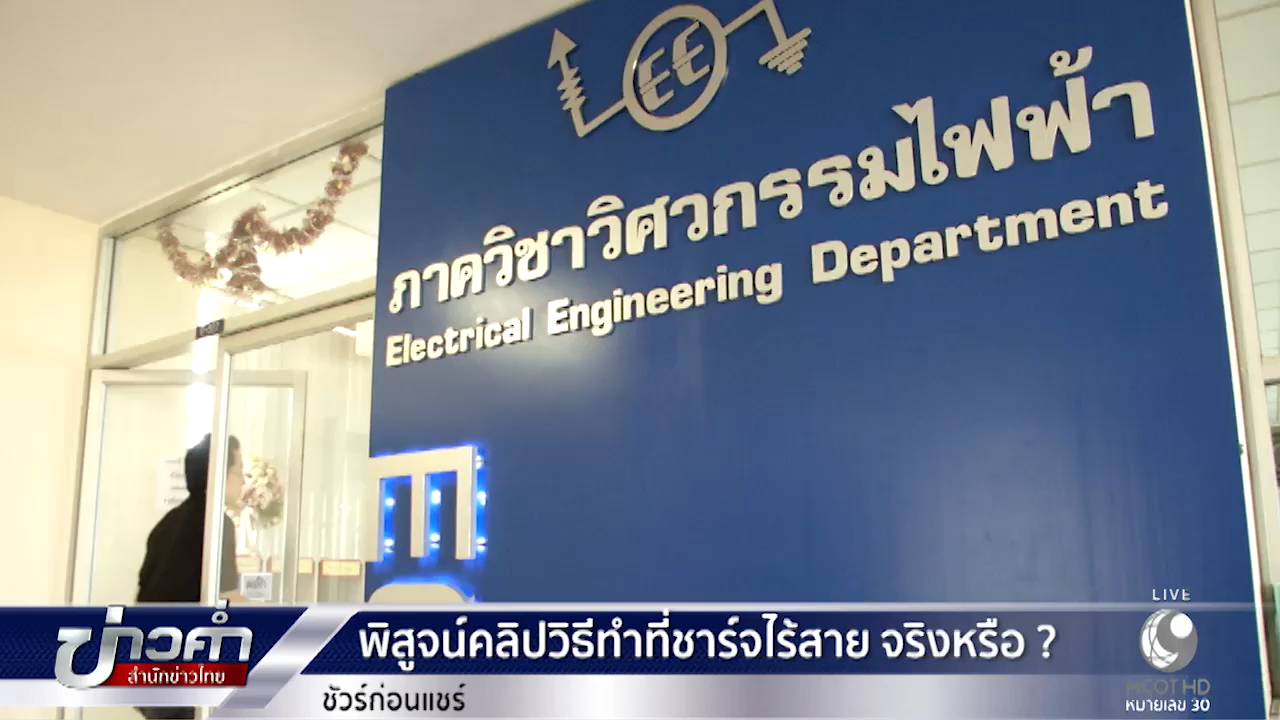 EE
ภาควิชาวิศวกรรมไฟฟ้า
Electrical Engineering Department
E
LIVE
ข่าวค่ำ
สำนักข่าวไทย
พิสูจน์คลิปวิธีทำที่ชาร์จไร้สาย จริงหรือ ?
ชัวร์ก่อนแชร์
MCOT HD
หมายเลข 30